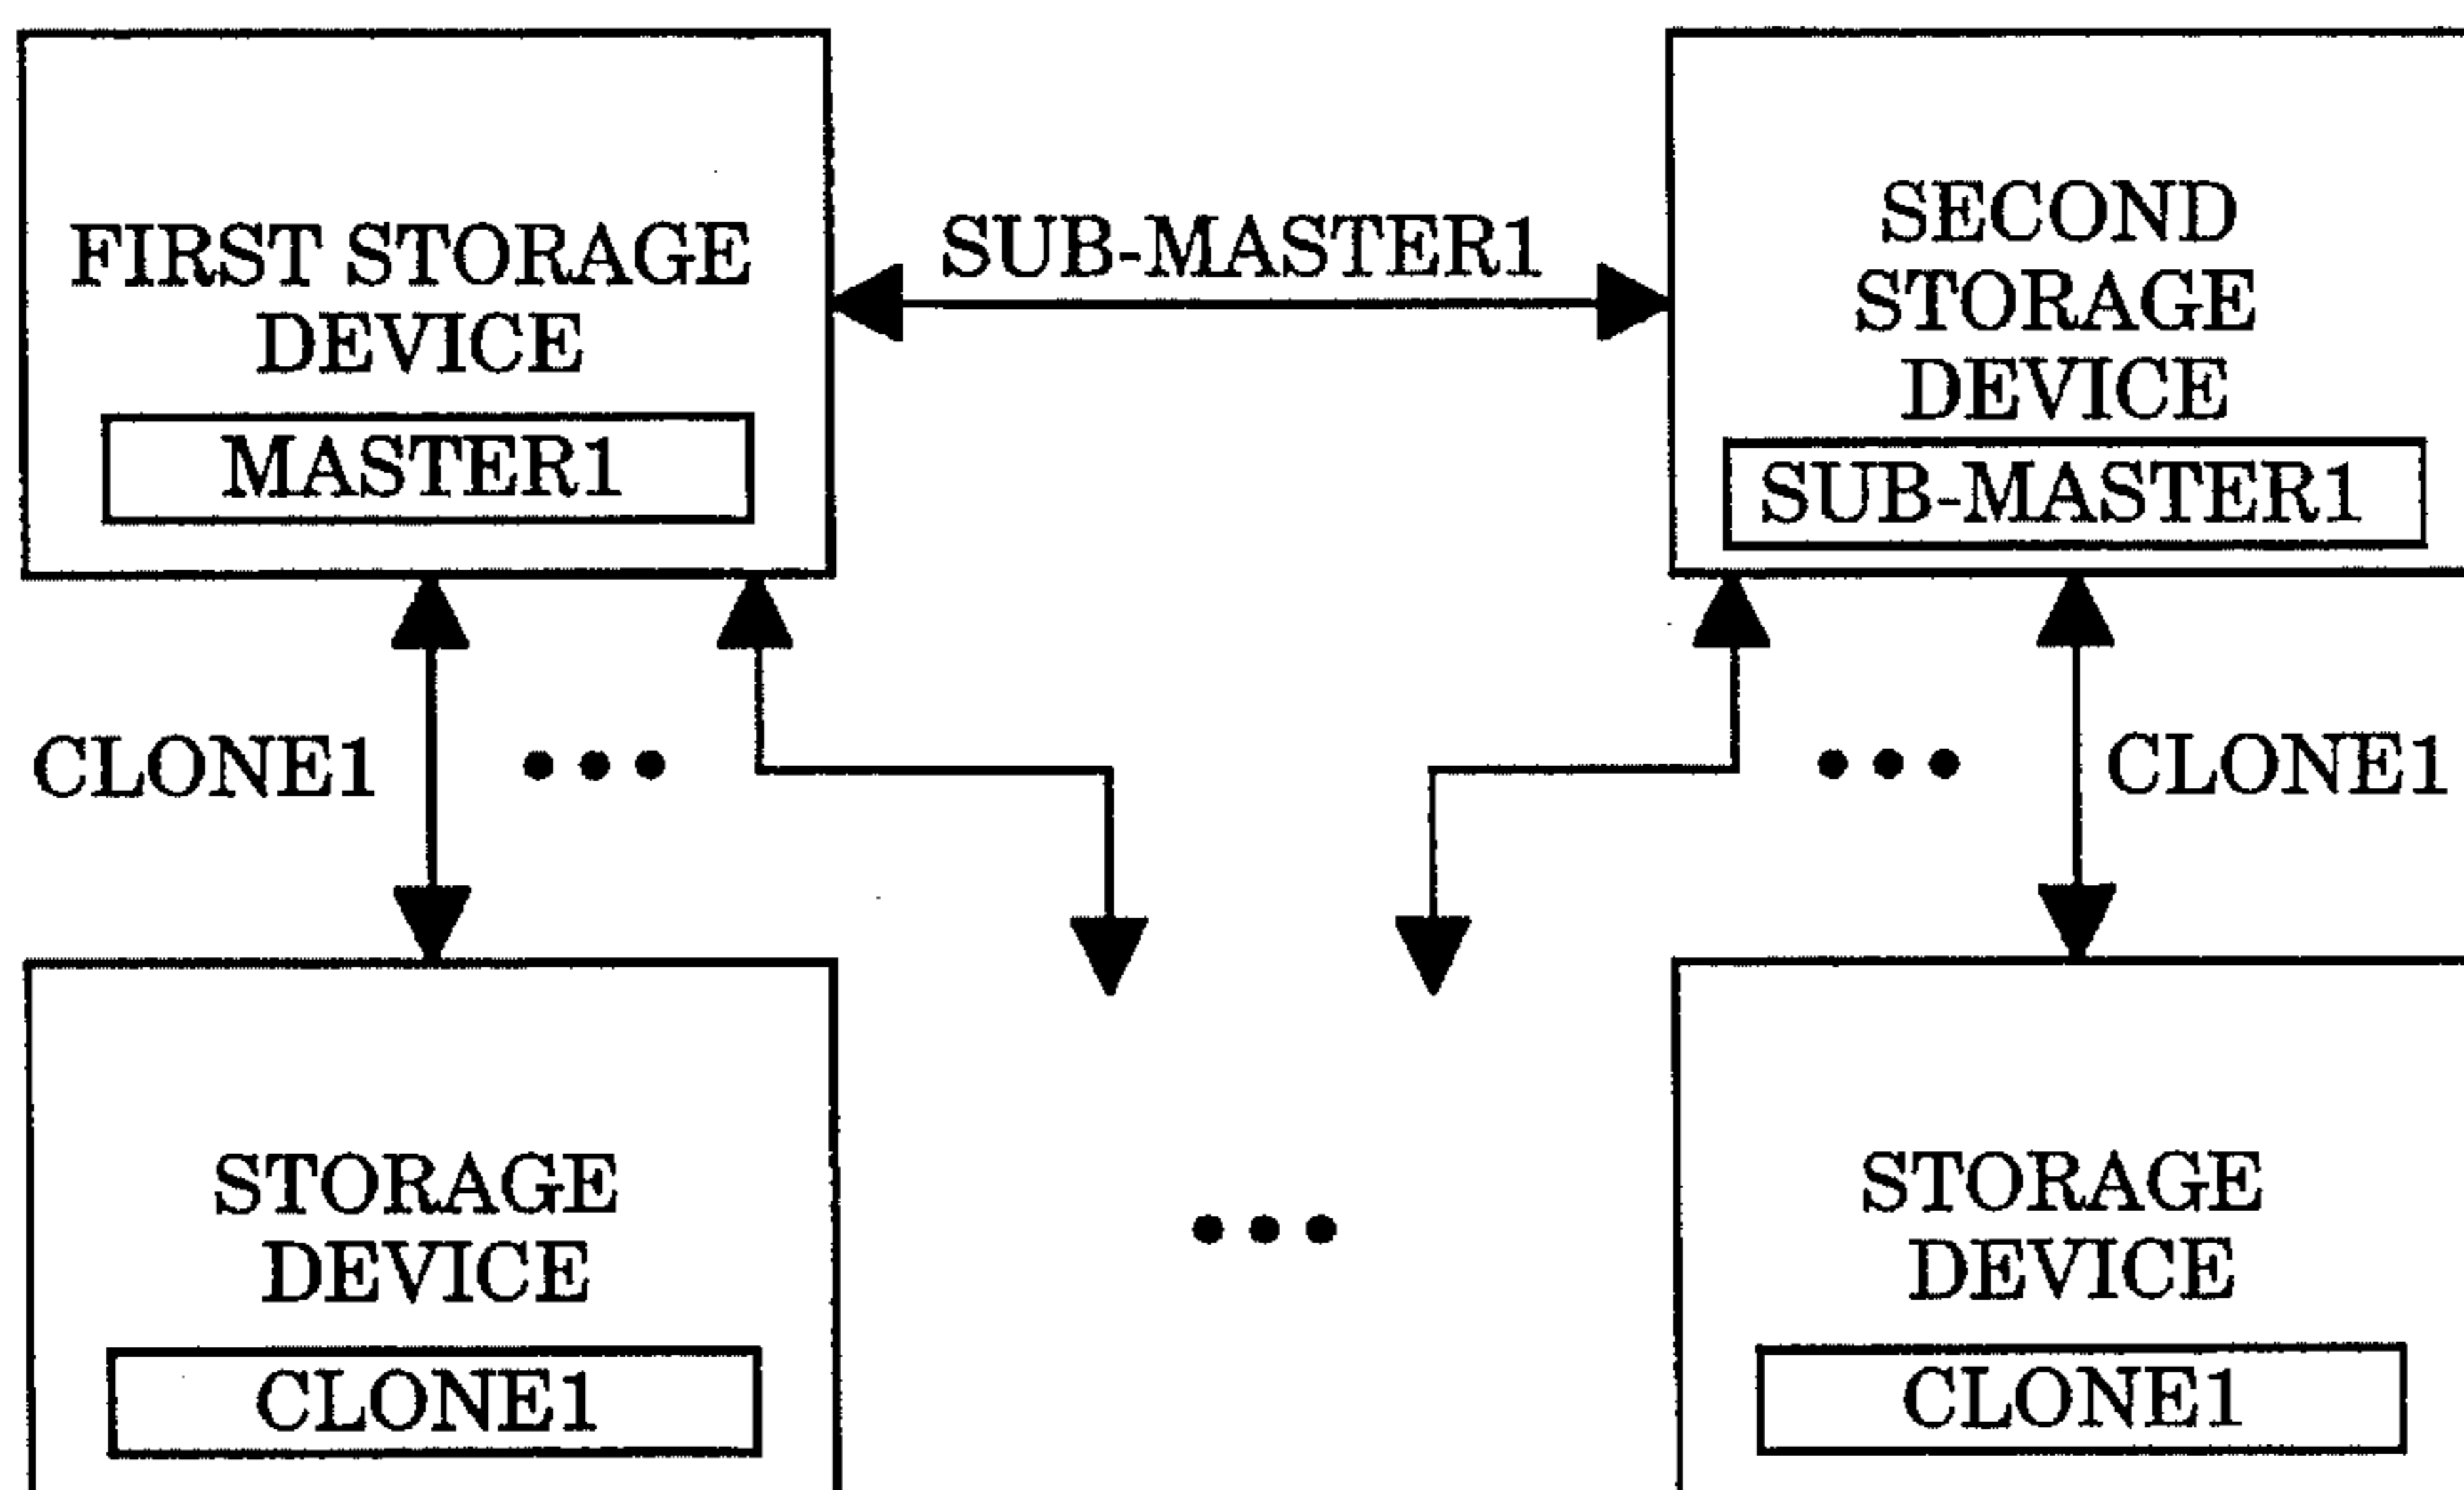 FIRST STORAGE
DEVICE
MASTER1
SUB-MASTER1
SECOND
STORAGE
DEVICE
SUB-MASTER1
CLONE1
CLONE1
STORAGE
DEVICE
CLONE1
STORAGE
DEVICE
CLONE1